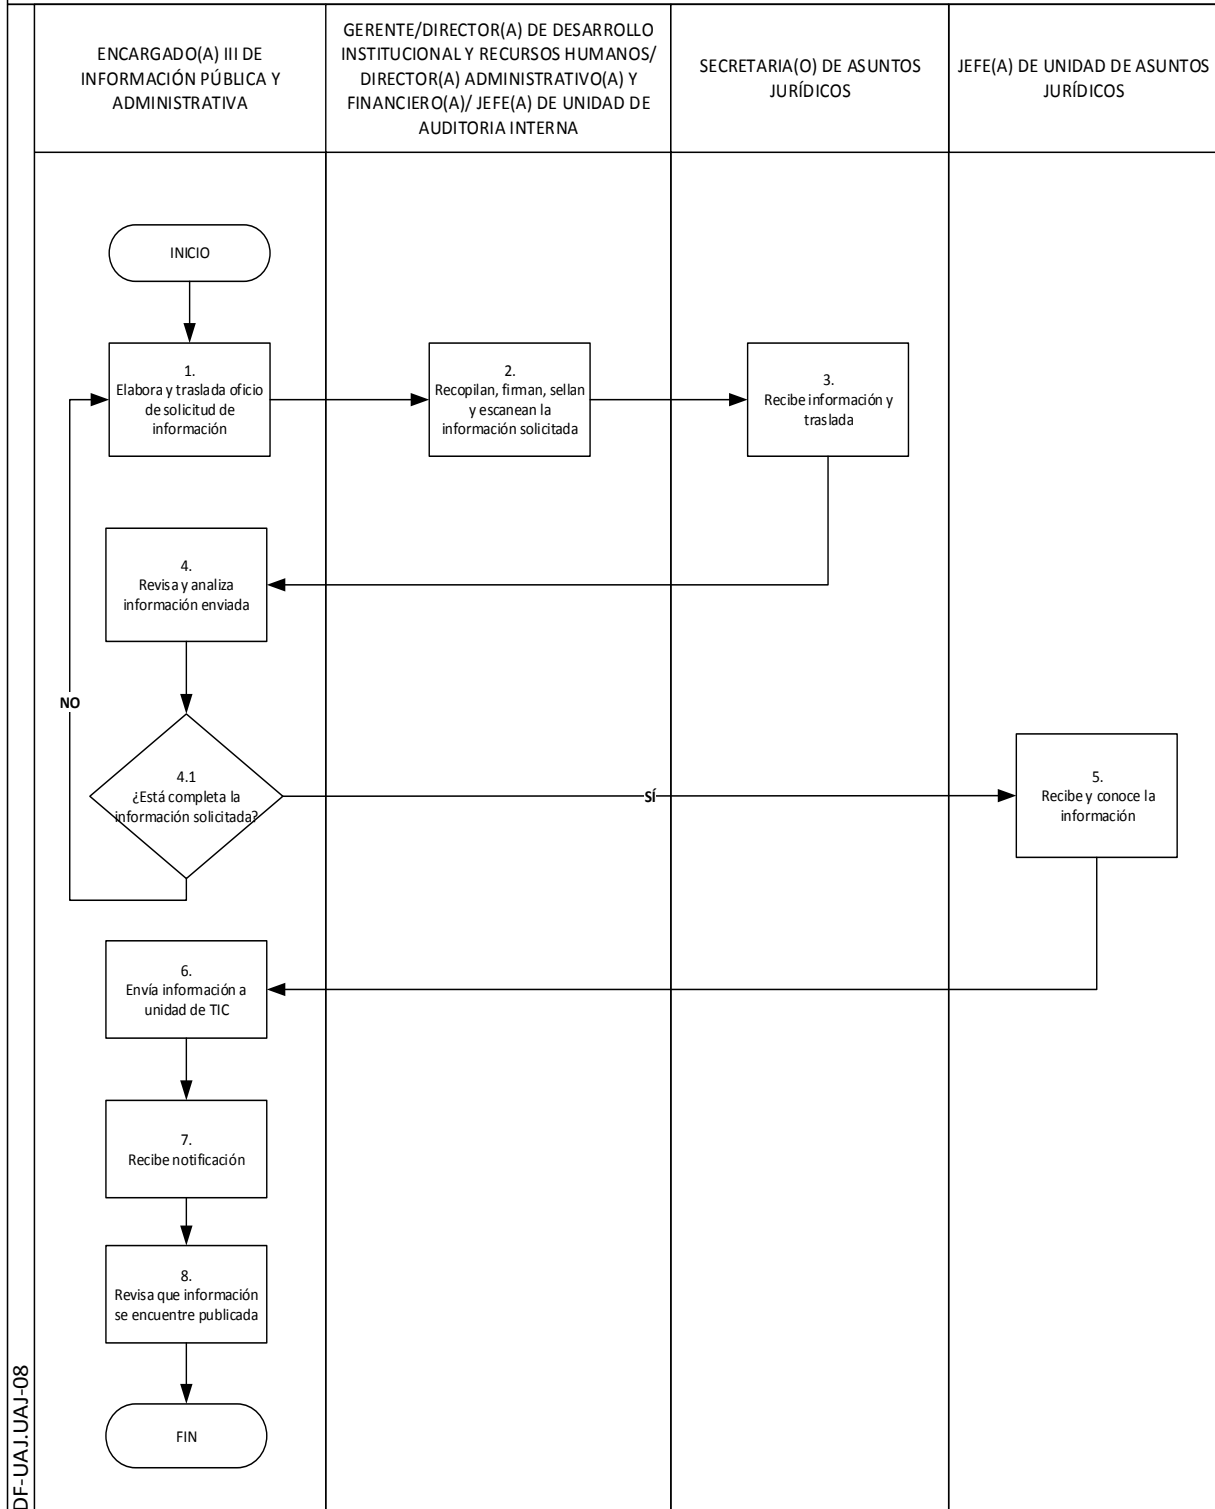 ENCARGADO(A) III DE
INFORMACIÓN PÚBLICA Y
ADMINISTRATIVA
GERENTE/DIRECTOR(A) DE DESARROLLO
INSTITUCIONAL Y RECURSOS HUMANOS/
DIRECTOR(A) ADMINISTRATIVO(A) Y
FINANCIERO(A)/ JEFE(A) DE UNIDAD DE
AUDITORIA INTERNA
SECRETARIA(O) DE ASUNTOS
JURÍDICOS
JEFE(A) DE UNIDAD DE ASUNTOS
JURÍDICOS
INICIO
1.
Elabora y traslada oficio
de solicitud de
información
2.
Recopilan, firman, sellan
y escanean la
información solicitada
3.
Recibe información y
traslada
4.
Revisa y analiza
información enviada
NO
4.1
¿Está completa la
información solicitada?
SÍ
5.
Recibe y conoce la
información
6.
Envía información a
unidad de TIC
7.
Recibe notificación
8.
Revisa que información
se encuentre publicada
FIN
DF-UAJ.UAJ-08